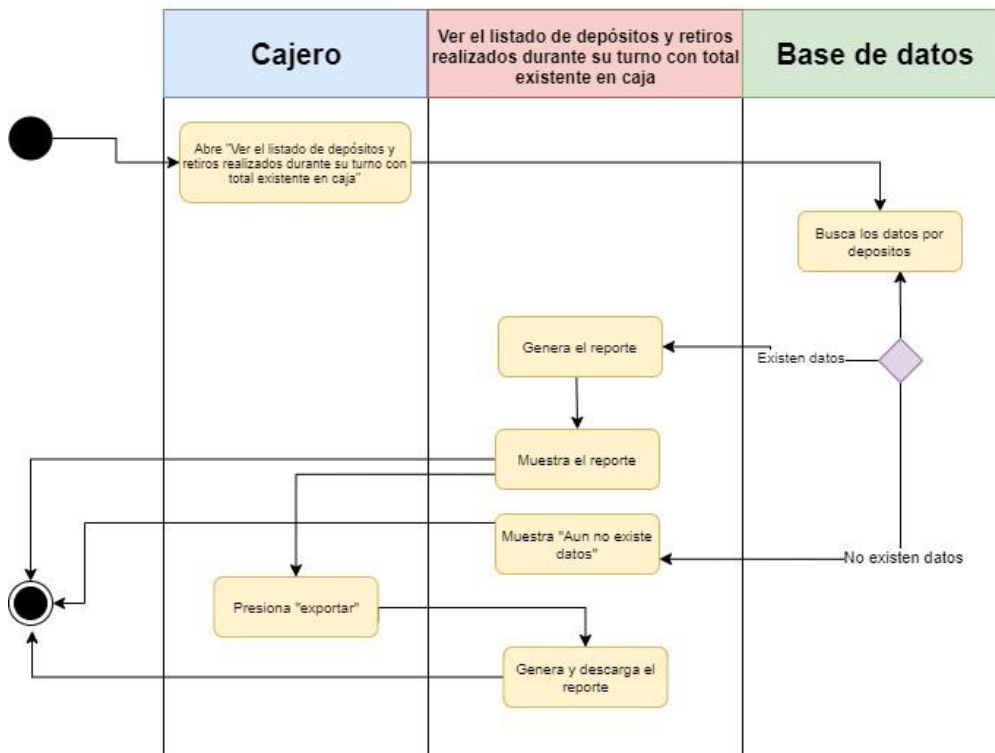 Cajero
Ver el listado de depósitos y retiros
realizados durante su turno con total
existente en caja
Base de datos
Abre "Ver el listado de depósitos y
retiros realizados durante su turno con
total existente en caja"
Busca los datos por
depositos
Genera el reporte
Existen datos
Muestra el reporte
Muestra "Aun no existe
datos"
No existen datos
Presiona "exportar"
Genera y descarga el
reporte